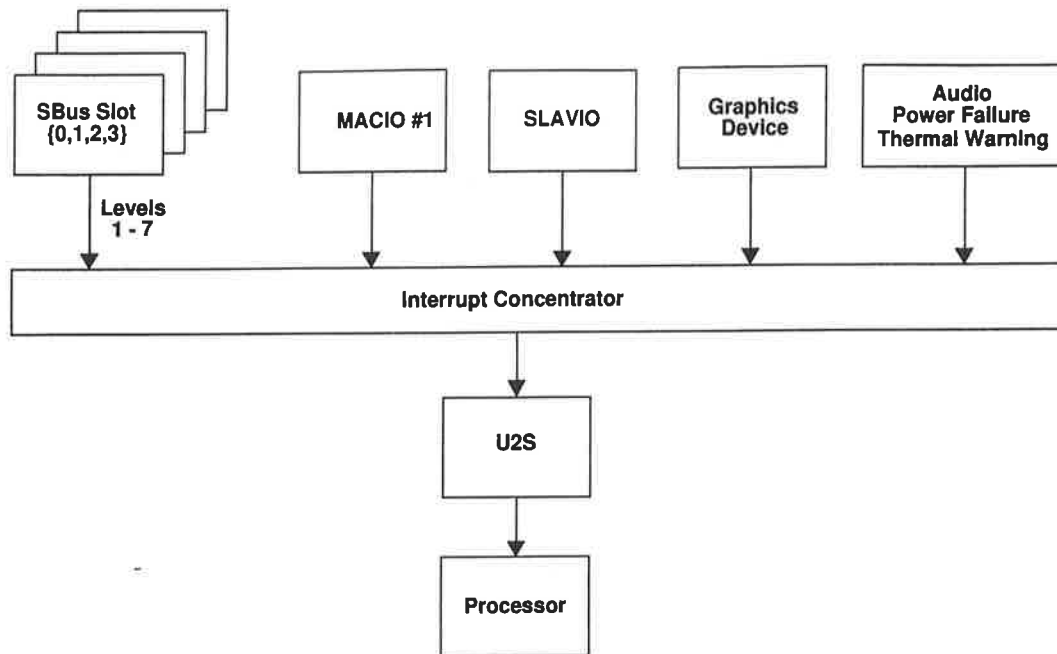 SBus Slot
{0,1,2,3}
MACIO #1
SLAVIO
Graphics
Device
Audio
Power Failure
Thermal Warning
Levels
1 - 7
Interrupt Concentrator
U2S
Processor